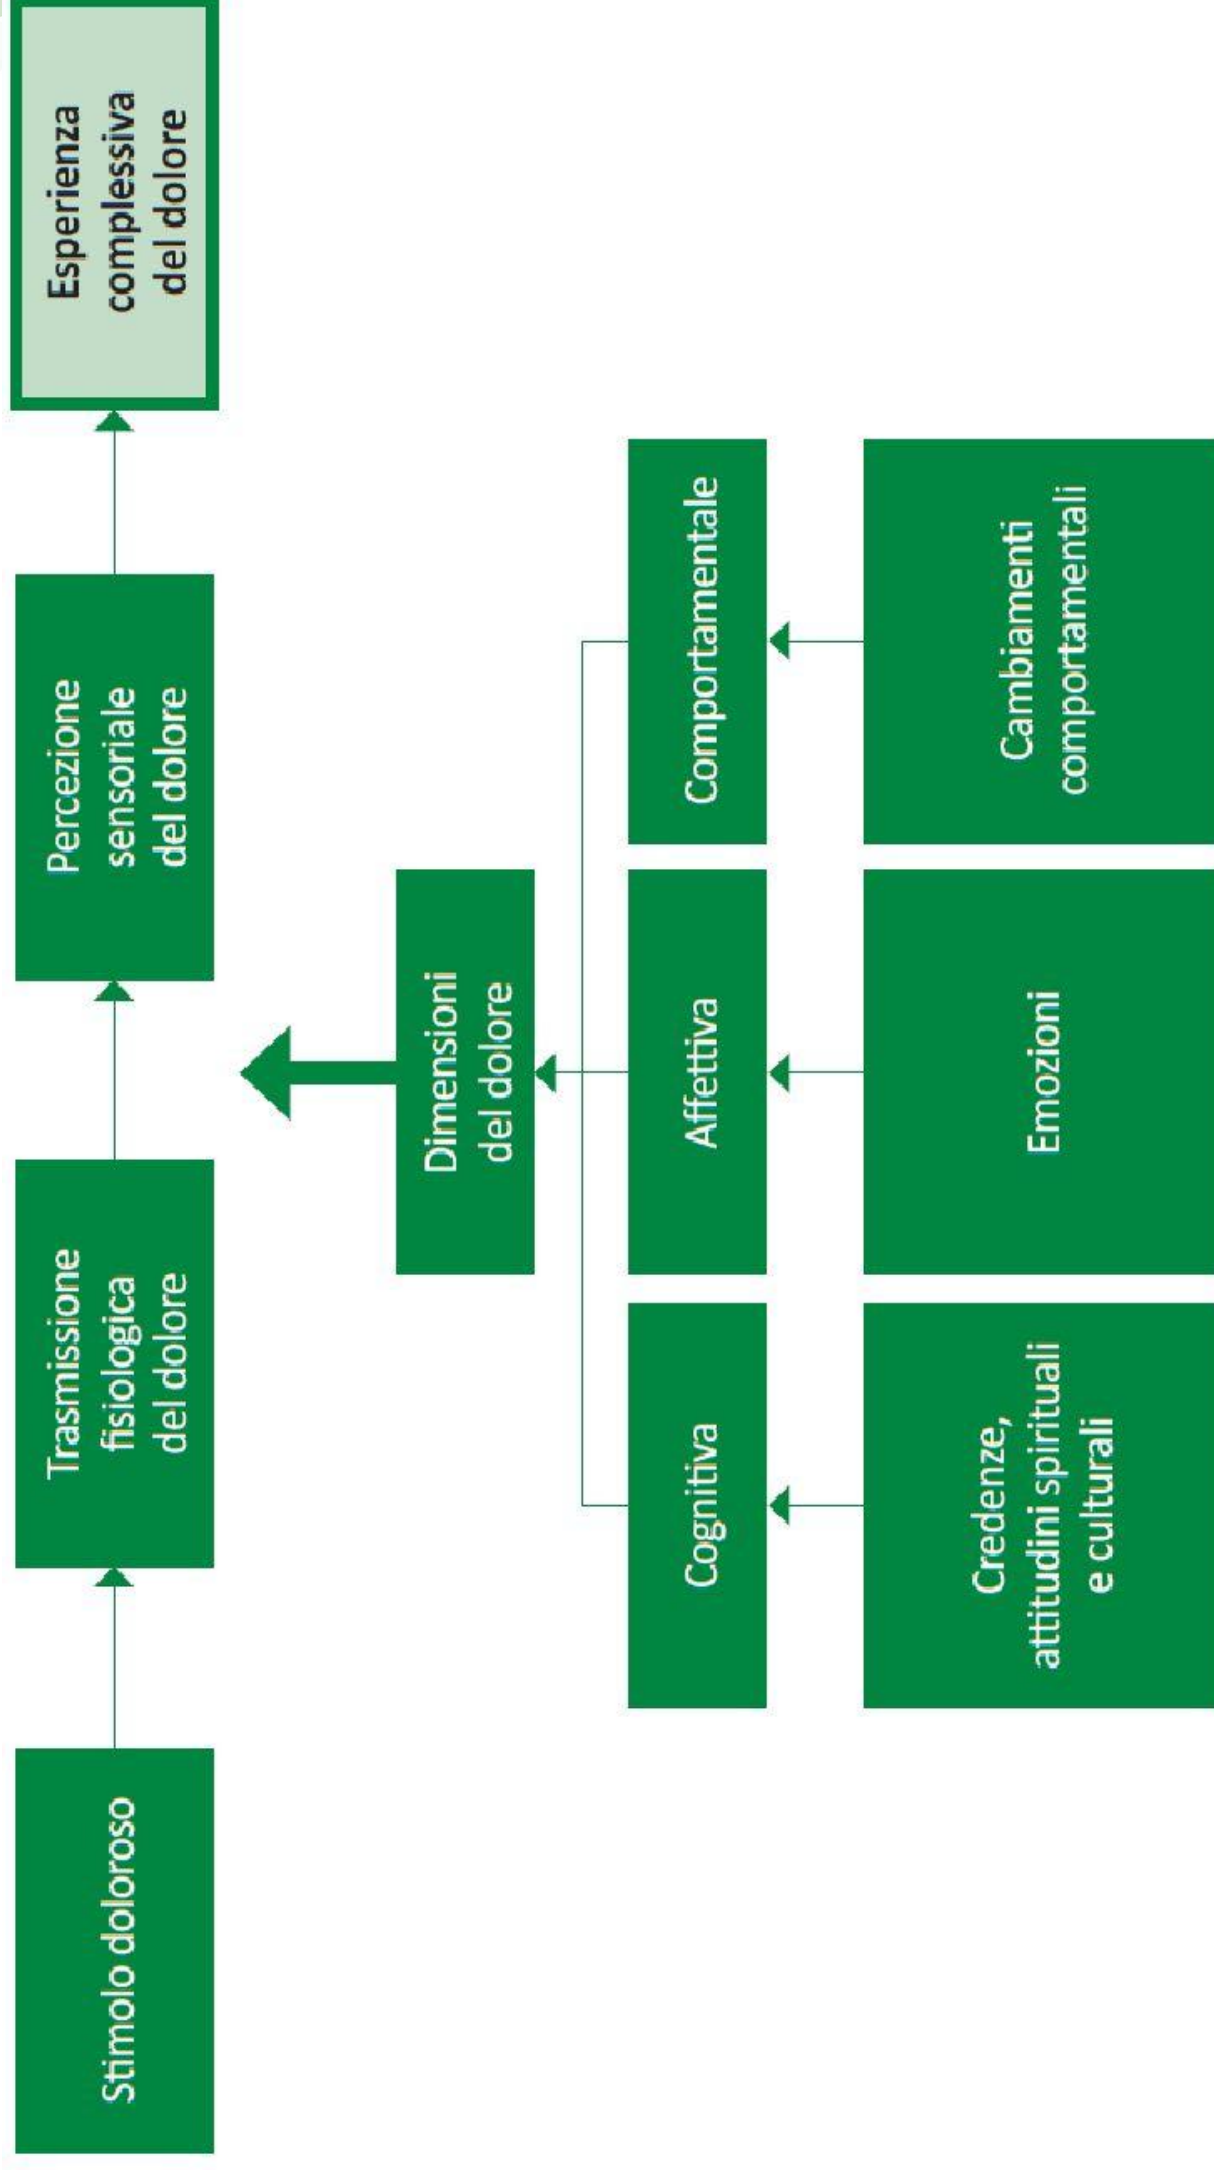 Stimolo doloroso
Trasmissione
fisiologica
del dolore
Percezione
sensoriale
del dolore
Esperienza
complessiva
del dolore
Dimensioni
del dolore
Cognitiva
Affettiva
Comportamentale
Credenze,
attitudini spirituali
e culturali
Emozioni
Cambiamenti
comportamentali